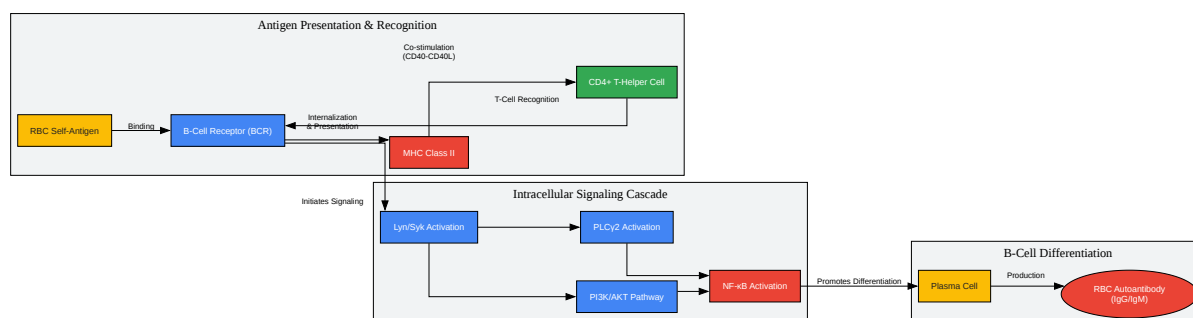 Antigen Presentation & Recognition
Co-stimulation
(CD40-CD40L)
CD4+ T-Helper Cell
T-Cell Recognition
RBC Self-Antigen
Binding
B-Cell Receptor (BCR)
Internalization
& Presentation
MHC Class II
Initiates Signaling
Intracellular Signaling Cascade
Lyn/Syk Activation
PLCγ2 Activation
PI3K/AKT Pathway
NF-κB Activation
Promotes Differentiation
B-Cell Differentiation
Plasma Cell
Production
RBC Autoantibody
(IgG/IgM)